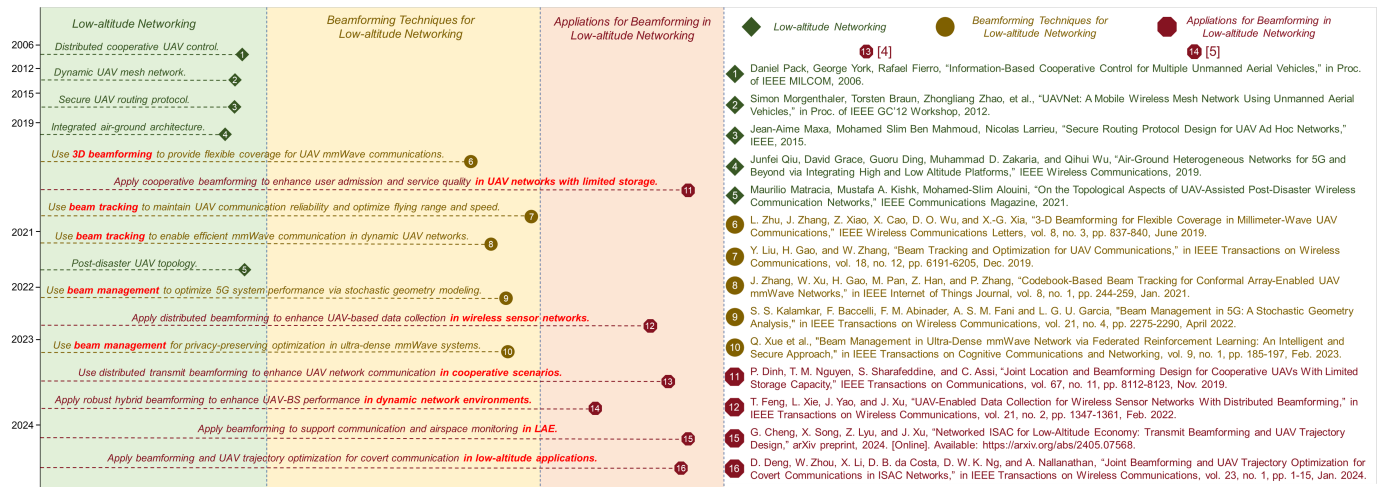 Low-altitude Networking
Beamforming Techniques for
Low-altitude Networking
Appliations for Beamforming in
Low-altitude Networking
2006
Distributed cooperative UAV control.
1
2012
Dynamic UAV mesh network.
2
2015
Secure UAV routing protocol.
3
2019
Integrated air-ground architecture.
4
Use 3D beamforming to provide flexible coverage for UAV mmWave communications.
6
Apply cooperative beamforming to enhance user admission and service quality in UAV networks with limited storage.
11
Use beam tracking to maintain UAV communication reliability and optimize flying range and speed.
7
2021
Use beam tracking to enable efficient mmWave communication in dynamic UAV networks.
8
Post-disaster UAV topology.
5
2022
Use beam management to optimize 5G system performance via stochastic geometry modeling.
9
Apply distributed beamforming to enhance UAV-based data collection in wireless sensor networks.
12
2023
Use beam management for privacy-preserving optimization in ultra-dense mmWave systems.
10
Use distributed transmit beamforming to enhance UAV network communication in cooperative scenarios.
13
Apply robust hybrid beamforming to enhance UAV-BS performance in dynamic network environments.
14
2024
Apply beamforming to support communication and airspace monitoring in LAE.
15
Apply beamforming and UAV trajectory optimization for covert communication in low-altitude applications.
16
Low-altitude Networking
Beamforming Techniques for
Low-altitude Networking
Appliations for Beamforming in
Low-altitude Networking
13 [4]
14 [5]
1 Daniel Pack, George York, Rafael Fierro, “Information-Based Cooperative Control for Multiple Unmanned Aerial Vehicles,” in Proc.
of IEEE MILCOM, 2006.
2 Simon Morgenthaler, Torsten Braun, Zhongliang Zhao, et al., “UAVNet: A Mobile Wireless Mesh Network Using Unmanned Aerial
Vehicles,” in Proc. of IEEE GC'12 Workshop, 2012.
3 Jean-Aime Maxa, Mohamed Slim Ben Mahmoud, Nicolas Larrieu, “Secure Routing Protocol Design for UAV Ad Hoc Networks,”
IEEE, 2015.
4 Junfei Qiu, David Grace, Guoru Ding, Muhammad D. Zakaria, and Qihui Wu, “Air-Ground Heterogeneous Networks for 5G and
Beyond via Integrating High and Low Altitude Platforms,” IEEE Wireless Communications, 2019.
5 Maurilio Matracia, Mustafa A. Kishk, Mohamed-Slim Alouini, “On the Topological Aspects of UAV-Assisted Post-Disaster Wireless
Communication Networks,” IEEE Communications Magazine, 2021.
6 L. Zhu, J. Zhang, Z. Xiao, X. Cao, D. O. Wu, and X.-G. Xia, “3-D Beamforming for Flexible Coverage in Millimeter-Wave UAV
Communications,” IEEE Wireless Communications Letters, vol. 8, no. 3, pp. 837-840, June 2019.
7 Y. Liu, H. Gao, and W. Zhang, “Beam Tracking and Optimization for UAV Communications,” in IEEE Transactions on Wireless
Communications, vol. 18, no. 12, pp. 6191-6205, Dec. 2019.
8 J. Zhang, W. Xu, H. Gao, M. Pan, Z. Han, and P. Zhang, “Codebook-Based Beam Tracking for Conformal Array-Enabled UAV
mmWave Networks,” in IEEE Internet of Things Journal, vol. 8, no. 1, pp. 244-259, Jan. 2021.
9 S. S. Kalamkar, F. Baccelli, F. M. Abinader, A. S. M. Fani and L. G. U. Garcia, "Beam Management in 5G: A Stochastic Geometry
Analysis,” in IEEE Transactions on Wireless Communications, vol. 21, no. 4, pp. 2275-2290, April 2022.
10 Q. Xue et al., "Beam Management in Ultra-Dense mmWave Network via Federated Reinforcement Learning: An Intelligent and
Secure Approach," in IEEE Transactions on Cognitive Communications and Networking, vol. 9, no. 1, pp. 185-197, Feb. 2023.
11 P. Dinh, T. M. Nguyen, S. Sharafeddine, and C. Assi, “Joint Location and Beamforming Design for Cooperative UAVs With Limited
Storage Capacity,” IEEE Transactions on Communications, vol. 67, no. 11, pp. 8112-8123, Nov. 2019.
12 T. Feng, L. Xie, J. Yao, and J. Xu, “UAV-Enabled Data Collection for Wireless Sensor Networks With Distributed Beamforming,” in
IEEE Transactions on Wireless Communications, vol. 21, no. 2, pp. 1347-1361, Feb. 2022.
15 G. Cheng, X. Song, Z. Lyu, and J. Xu, “Networked ISAC for Low-Altitude Economy: Transmit Beamforming and UAV Trajectory
Design,” arXiv preprint, 2024. [Online]. Available: https://arxiv.org/abs/2405.07568.
16 D. Deng, W. Zhou, X. Li, D. B. da Costa, D. W. K. Ng, and A. Nallanathan, “Joint Beamforming and UAV Trajectory Optimization for
Covert Communications in ISAC Networks,” in IEEE Transactions on Wireless Communications, vol. 23, no. 1, pp. 1-15, Jan. 2024.